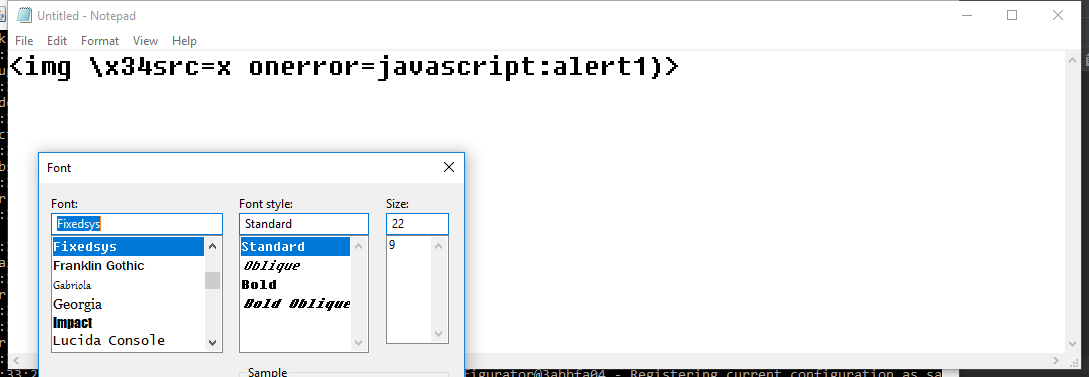 Untitled - Notepad
File Edit Format View Help
<img \x34src=x onerror=javascript:alert1)>
Font
Font: Font style: Size:
Fixedsys Standard 22
Fixedsys Standard 9
Franklin Gothic Oblique
Gabriola Bold
Georgia Bold Oblique
Impact
Lucida Console
Sample
:33:2 figurator@3abbfa04 - Registering current configuration as sa